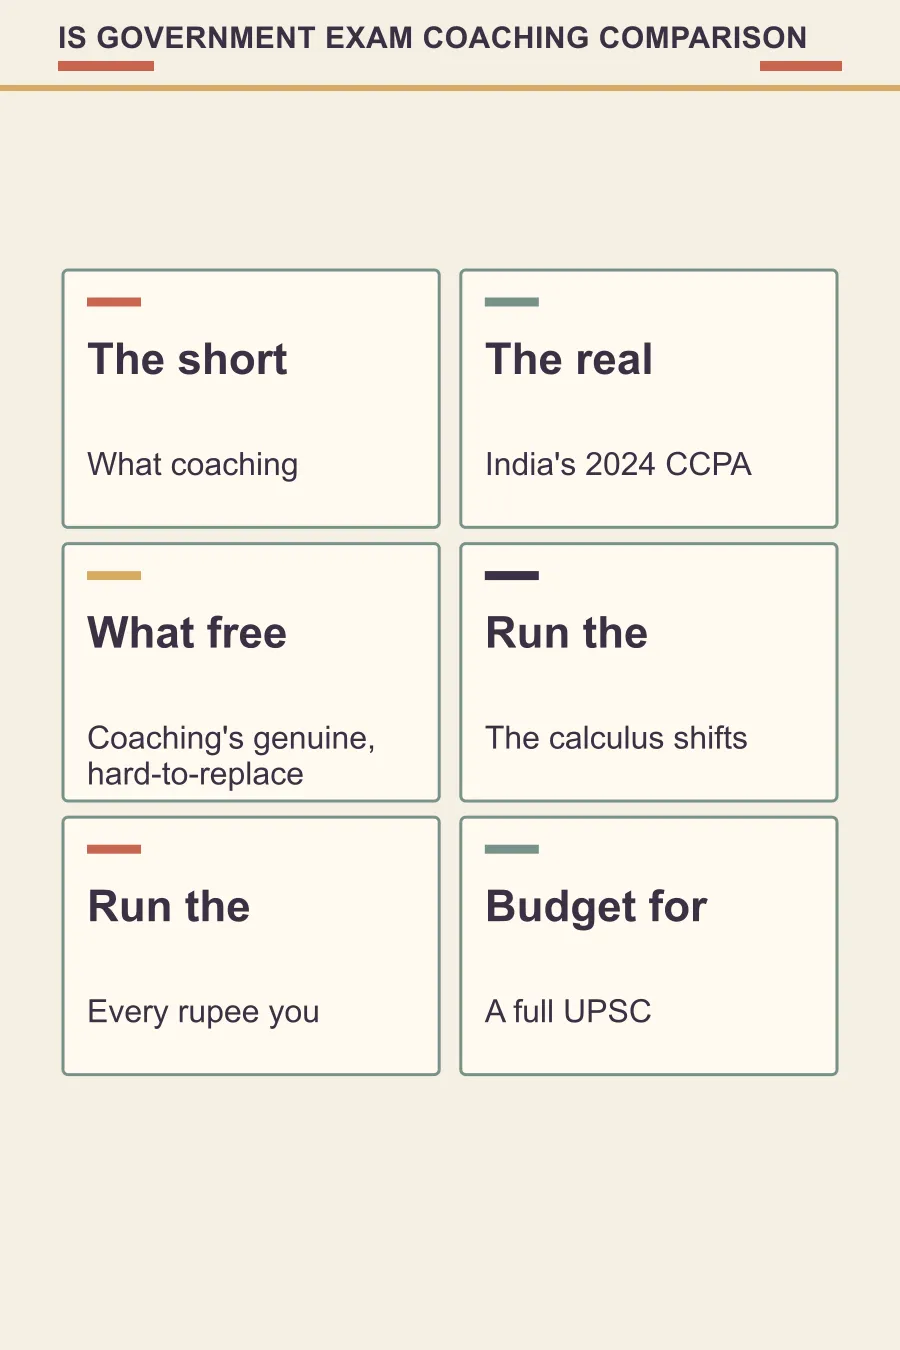 IS GOVERNMENT EXAM COACHING COMPARISON
The short
What coaching
The real
India's 2024 CCPA
What free
Coaching's genuine,
hard-to-replace
Run the
The calculus shifts
Run the
Every rupee you
Budget for
A full UPSC